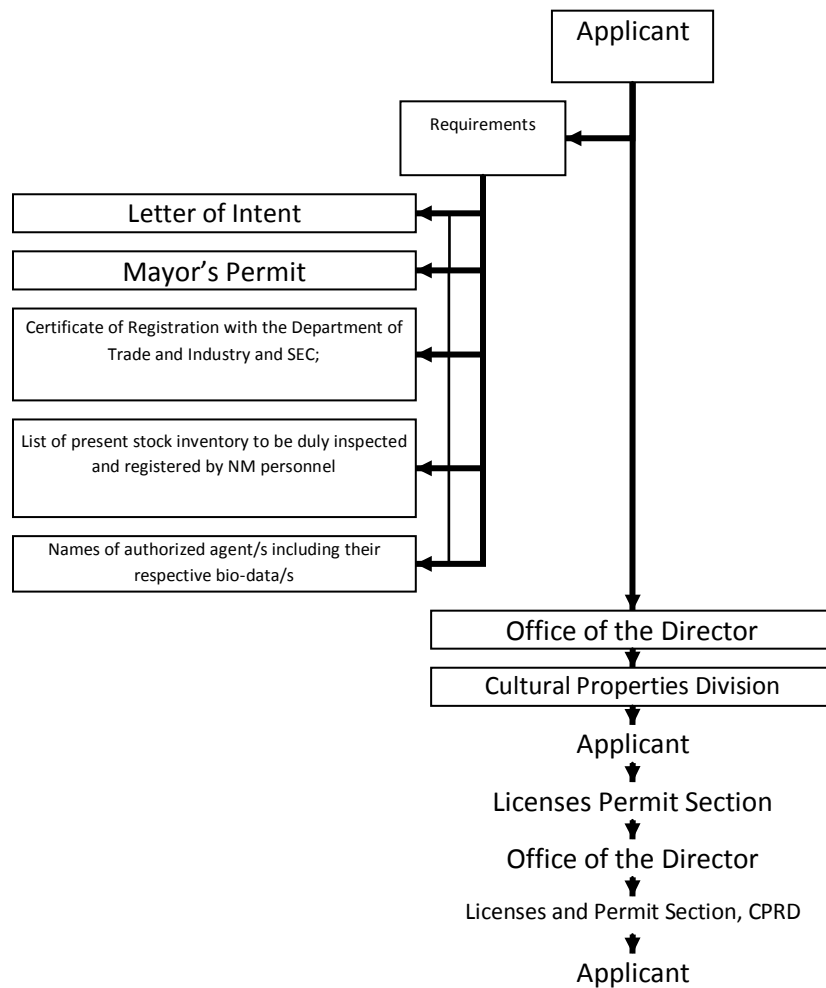 Applicant
Requirements
Letter of Intent
Mayor’s Permit
Certificate of Registration with the Department of
Trade and Industry and SEC;
List of present stock inventory to be duly inspected
and registered by NM personnel
Names of authorized agent/s including their
respective bio-data/s
Office of the Director
Cultural Properties Division
Applicant
Licenses Permit Section
Office of the Director
Licenses and Permit Section, CPRD
Applicant